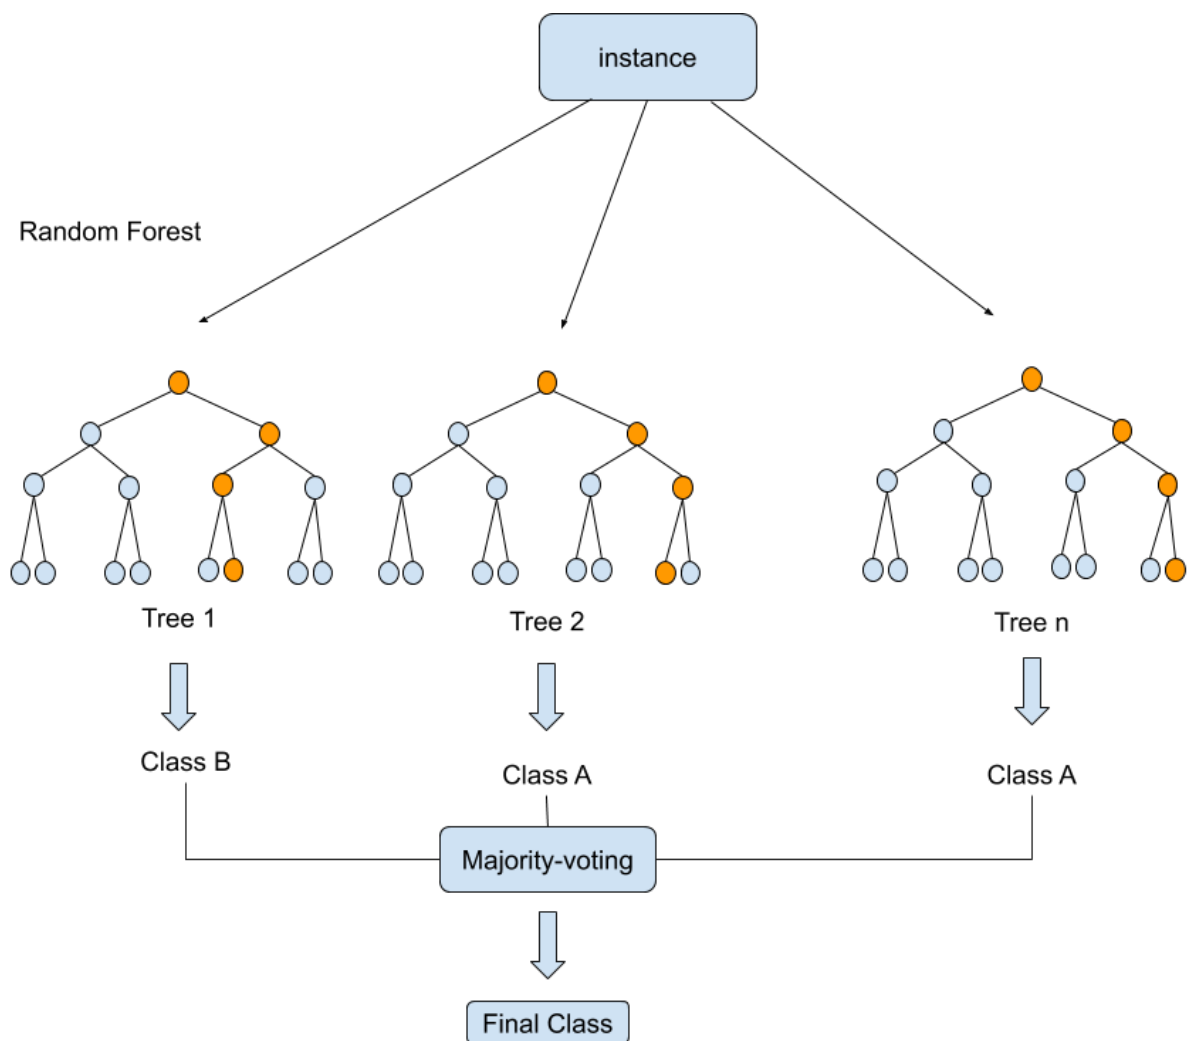 instance
Random Forest
Tree 1
Tree 2
Tree n
Class B
Class A
Class A
Majority-voting
Final Class